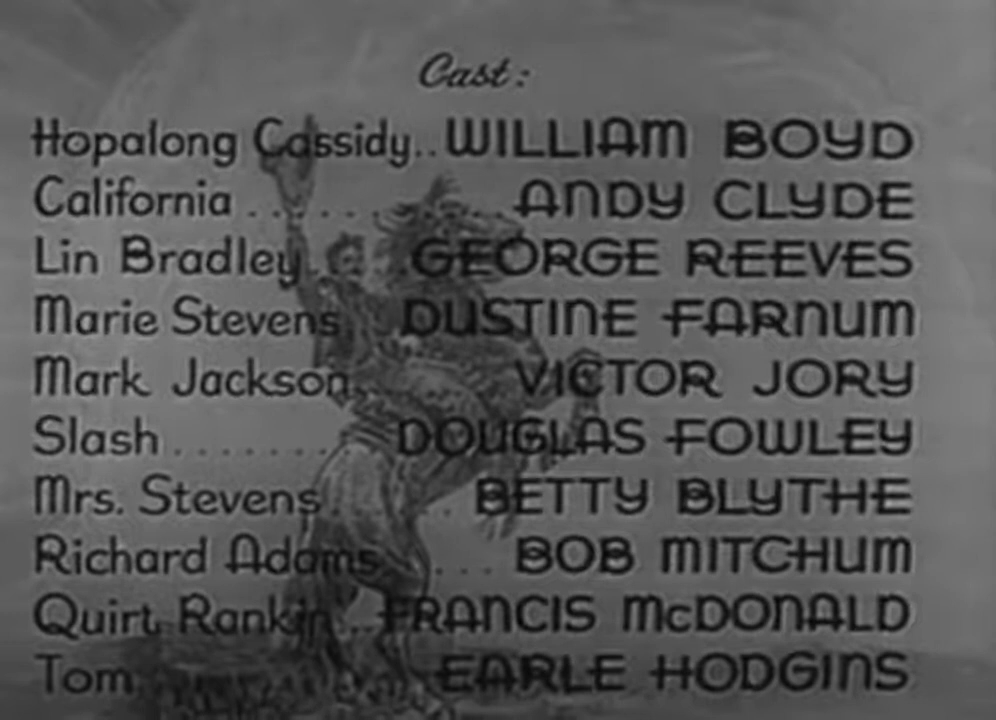 Cast:
Hopalong Cassidy..WILLIAM BOYD
California ....... ANDY CLYDE
Lin Bradley.... GEORGE REEVES
Marie Stevens DUSTINE FARNUM
Mark Jackson.. VICTOR JORY
Slash ........ DOUGLAS FOWLEY
Mrs. Stevens.... BETTY BLYTHE
Richard Adams .... BOB MITCHUM
Quirt Rankin .. FRANCIS McDONALD
Tom EARLE HODGINS